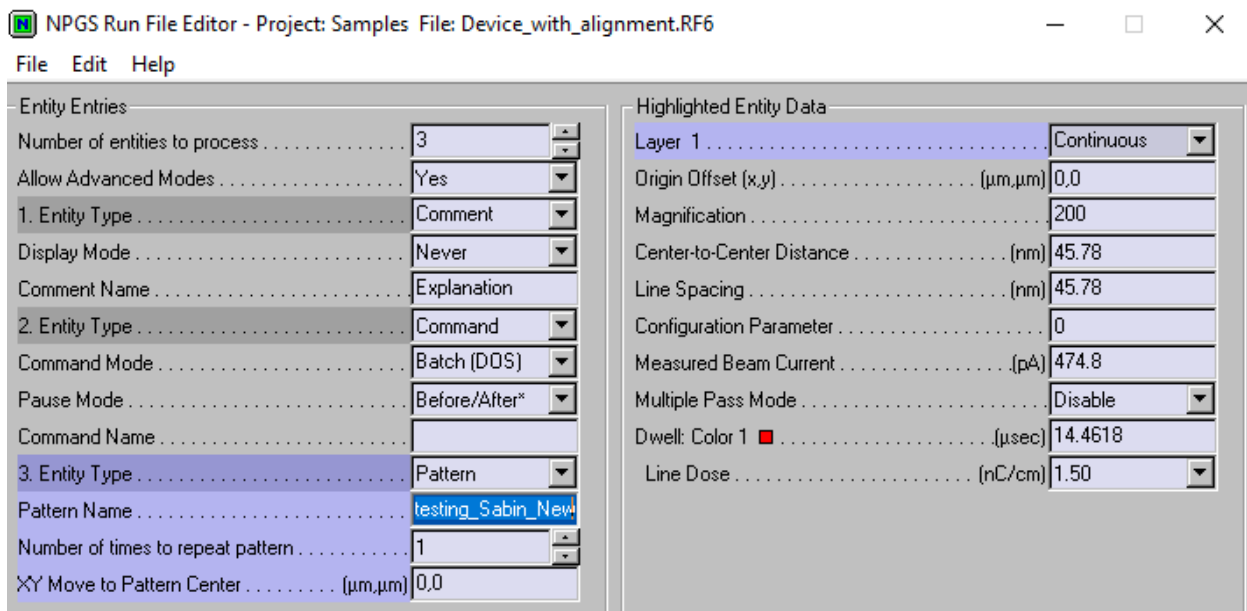 NPGS Run File Editor - Project: Samples File: Device_with_alignment.RF6
File Edit Help
Entity Entries
Number of entities to process . . . . . . . . . . . . . . 3
Allow Advanced Modes . . . . . . . . . . . . . . . . . . Yes
1. Entity Type . . . . . . . . . . . . . . . . . . . . . . . . . . Comment
Display Mode . . . . . . . . . . . . . . . . . . . . . . . . . . Never
Comment Name . . . . . . . . . . . . . . . . . . . . . . . . Explanation
2. Entity Type . . . . . . . . . . . . . . . . . . . . . . . . . . Command
Command Mode . . . . . . . . . . . . . . . . . . . . . . . . Batch (DOS)
Pause Mode . . . . . . . . . . . . . . . . . . . . . . . . . . . Before/After*
Command Name . . . . . . . . . . . . . . . . . . . . . . . .
3. Entity Type . . . . . . . . . . . . . . . . . . . . . . . . . . Pattern
Pattern Name . . . . . . . . . . . . . . . . . . . . . . . . . . testing_Sabin_New
Number of times to repeat pattern . . . . . . . . . . . 1
XY Move to Pattern Center . . . . . . . . . (µm,µm) 0,0
Highlighted Entity Data
Layer 1 . . . . . . . . . . . . . . . . . . . . . . . . . . . . . . . . . Continuous
Origin Offset (x,y) . . . . . . . . . . . . . . . . . . . (µm,µm) 0,0
Magnification . . . . . . . . . . . . . . . . . . . . . . . . . . . . . 200
Center-to-Center Distance . . . . . . . . . . . . . . . (nm) 45.78
Line Spacing . . . . . . . . . . . . . . . . . . . . . . . . . (nm) 45.78
Configuration Parameter . . . . . . . . . . . . . . . . . . . . 0
Measured Beam Current . . . . . . . . . . . . . . . . .(pA) 474.8
Multiple Pass Mode . . . . . . . . . . . . . . . . . . . . . . . . Disable
Dwell: Color 1 . . . . . . . . . . . . . . . . . . . . .(µsec) 14.4618
Line Dose . . . . . . . . . . . . . . . . . . . . . . . (nC/cm) 1.50